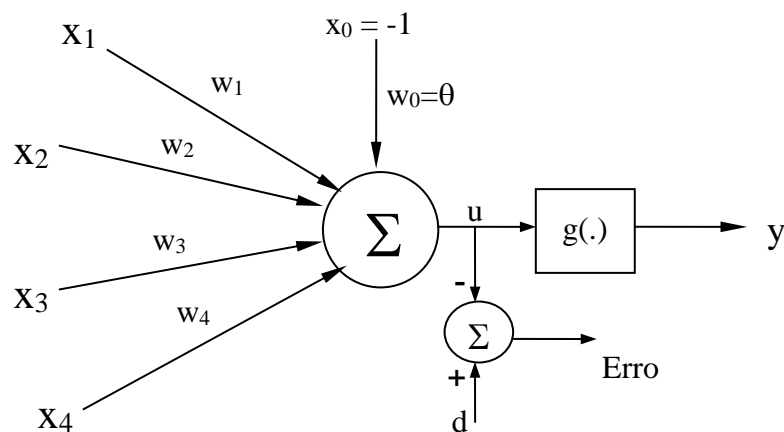 x1
x0 = -1
w1
w0=θ
x2
w2
Σ
u
g(.)
y
w3
x3
-
w4
Σ
Erro
+
x4
d